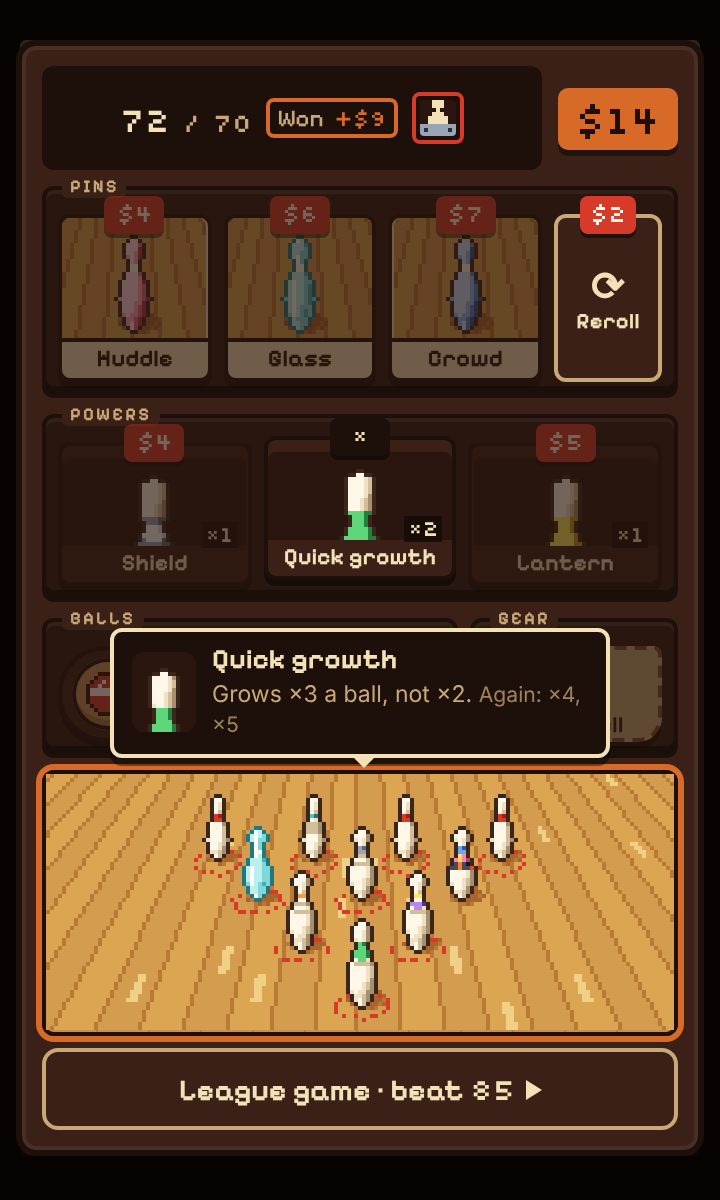 72 / 70 Won +$9
$14
PINS
$4 $6 $7 $2
Huddle Glass Crowd Reroll
POWERS
$4 × $5
×1 ×2 ×1
Shield Quick growth Lantern
BALLS GEAR
Quick growth
Grows ×3 a ball, not ×2. Again: ×4,
×5
League game · beat 85 ▶